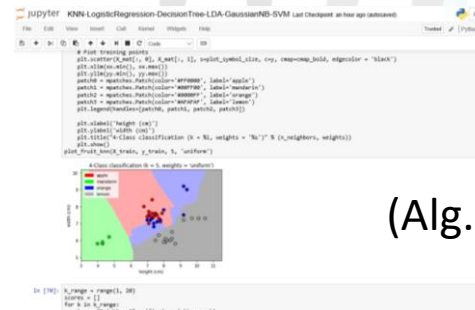 jupyter KNN-LogisticRegression-DecisionTree-LDA-GaussianNB-SVM Last Checkpoint: an hour ago (autosaved)
File Edit View Insert Cell Kernel Widgets Help
Trusted
Code
# Plot training points
plt.scatter(X_mat[:, 0], X_mat[:, 1], s=plot_symbol_size, c=y, cmap=cmap_bold, edgecolor = 'black')
plt.xlim(xx.min(), xx.max())
plt.ylim(yy.min(), yy.max())
patch0 = mpatches.Patch(color='#FF0000', label='apple')
patch1 = mpatches.Patch(color='#00FF00', label='mandarin')
patch2 = mpatches.Patch(color='#0000FF', label='orange')
patch3 = mpatches.Patch(color='#AFAFAF', label='lemon')
plt.legend(handles=[patch0, patch1, patch2, patch3])
plt.xlabel('height (cm)')
plt.ylabel('width (cm)')
plt.title("4-Class classification (k = %i, weights = '%s')" % (n_neighbors, weights))
plt.show()
plot_fruit_knn(X_train, y_train, 5, 'uniform')
4-Class classification (k = 5, weights = 'uniform')
apple
mandarin
orange
lemon
width (cm)
height (cm)
(Alg.
k_range = range(1, 20)
scores = []
for k in k_range: